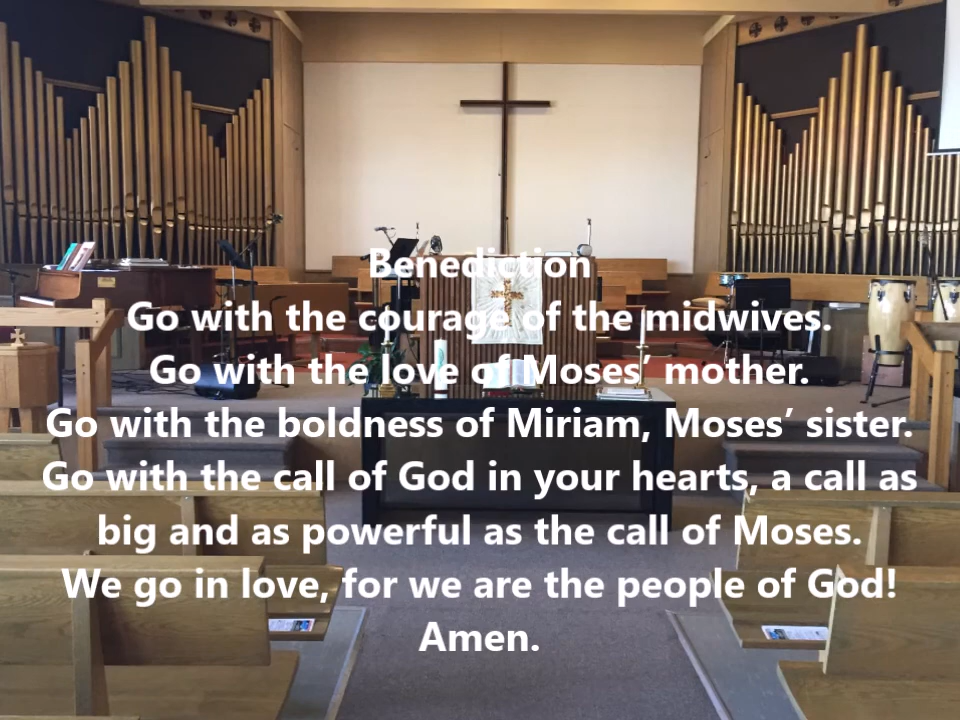 Benediction
Go with the courage of the midwives.
Go with the love of Moses’ mother.
Go with the boldness of Miriam, Moses’ sister.
Go with the call of God in your hearts, a call as
big and as powerful as the call of Moses.
We go in love, for we are the people of God!
Amen.